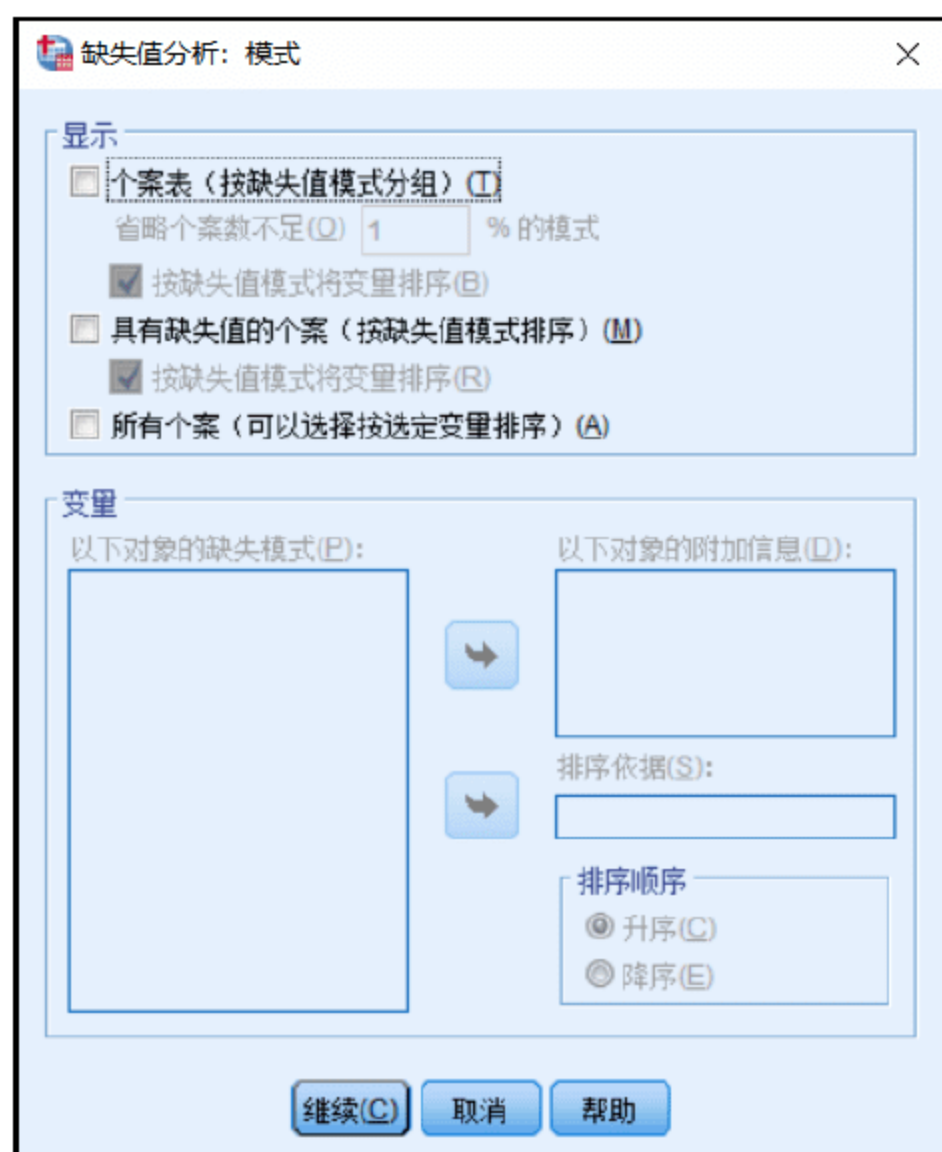 缺失值分析：模式
显示
个案表（按缺失值模式分组）(T)
省略个案数不足(O) 1 % 的模式
按缺失值模式将变量排序(B)
具有缺失值的个案（按缺失值模式排序）(M)
按缺失值模式将变量排序(R)
所有个案（可以选择按选定变量排序）(A)
变量
以下对象的缺失模式(P):
以下对象的附加信息(D):
排序依据(S):
排序顺序
升序(C)
降序(E)
继续(C) 取消 帮助